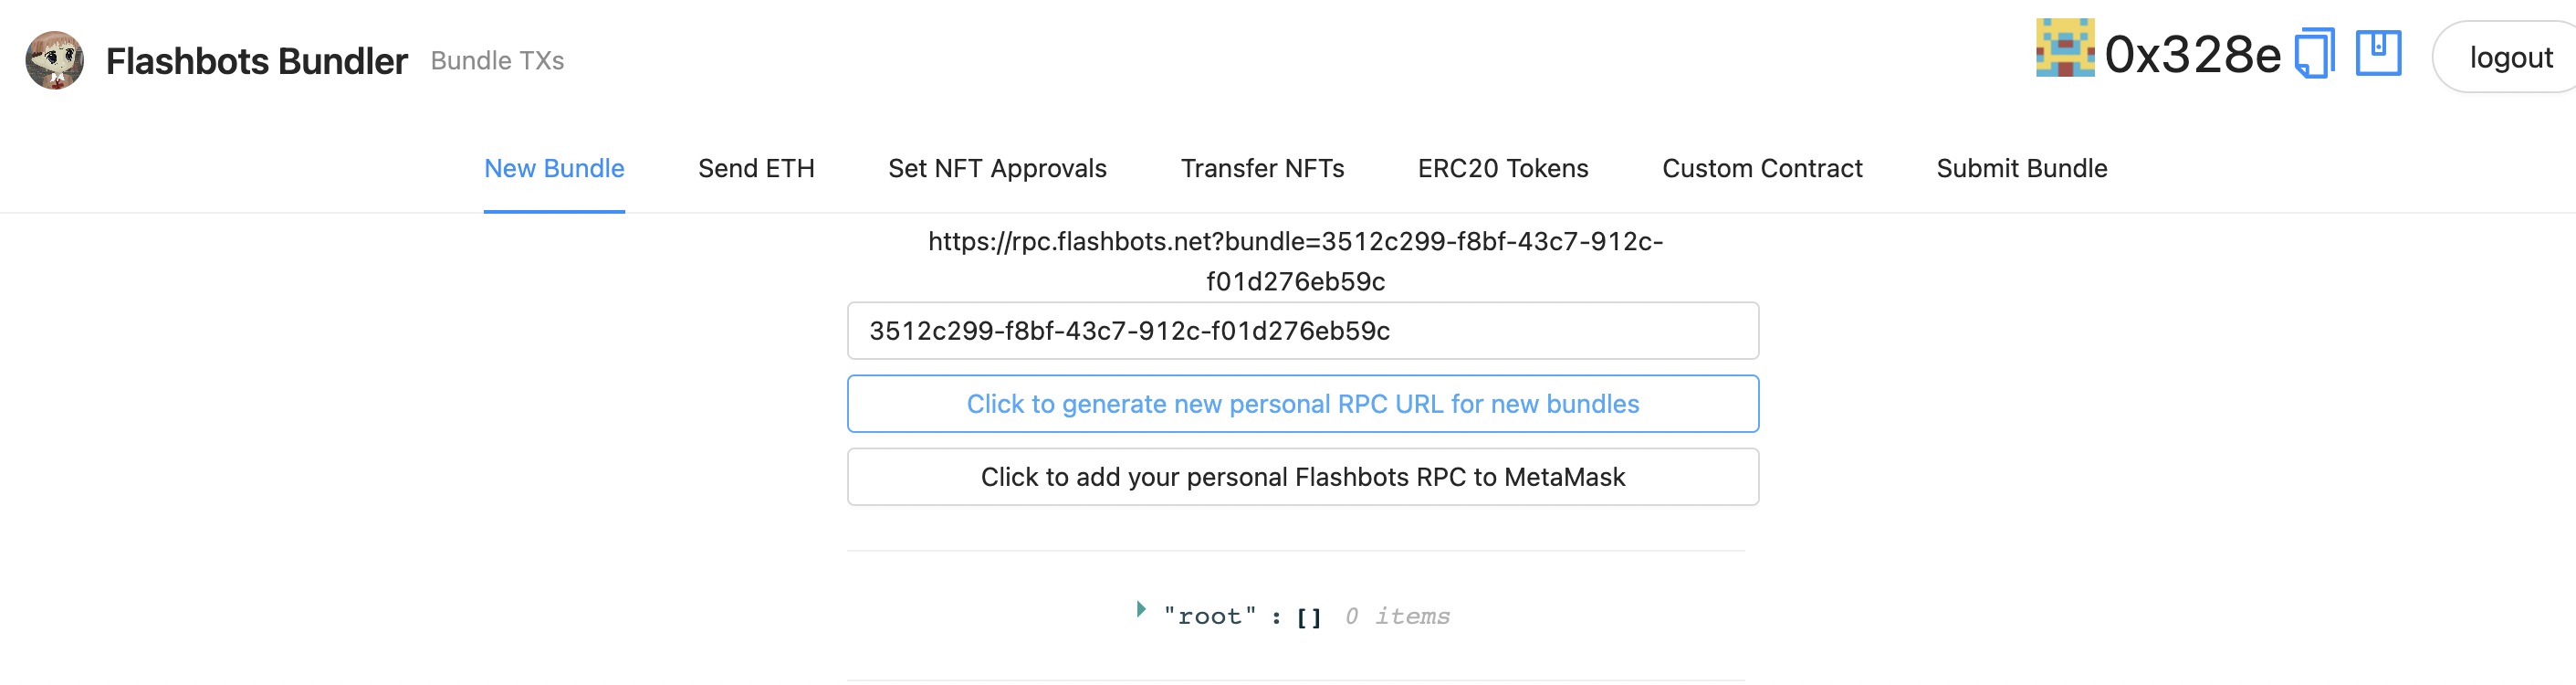 Flashbots Bundler Bundle TXs 0x328e logout
New Bundle Send ETH Set NFT Approvals Transfer NFTs ERC20 Tokens Custom Contract Submit Bundle
https://rpc.flashbots.net?bundle=3512c299-f8bf-43c7-912c-
f01d276eb59c
3512c299-f8bf-43c7-912c-f01d276eb59c
Click to generate new personal RPC URL for new bundles
Click to add your personal Flashbots RPC to MetaMask
"root" : [] 0 items